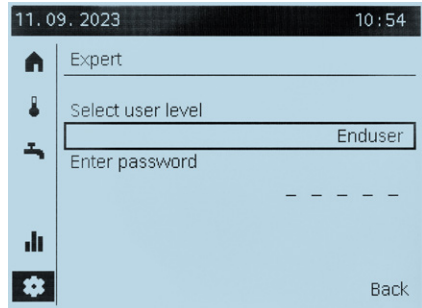 11.09.2023 10:54
Expert
Select user level
Enduser
Enter password
_ _ _ _ _
Back